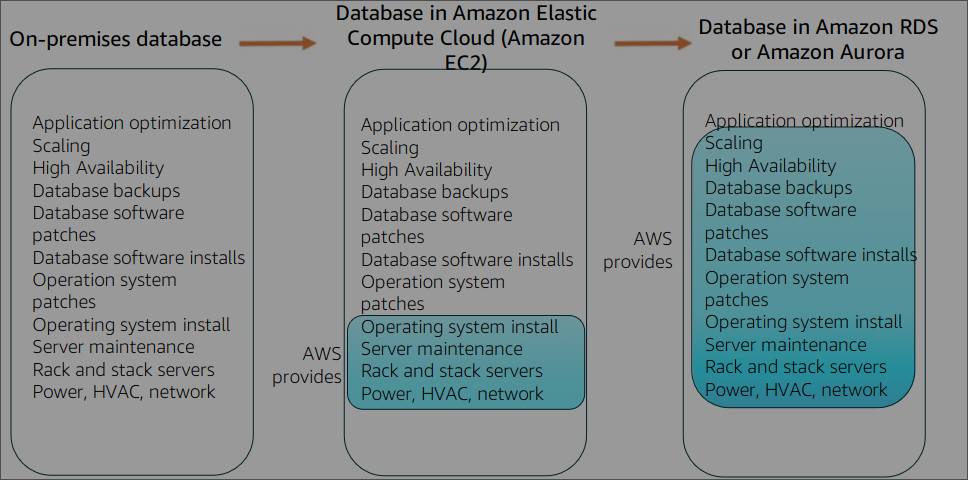 On-premises database
Application optimization
Scaling
High Availability
Database backups
Database software
patches
Database software installs
Operation system
patches
Operating system install
Server maintenance
Rack and stack servers
Power, HVAC, network
Database in Amazon Elastic
Compute Cloud (Amazon
EC2)
Application optimization
Scaling
High Availability
Database backups
Database software
patches
Database software installs
Operation system
patches
AWS
provides
Operating system install
Server maintenance
Rack and stack servers
Power, HVAC, network
Database in Amazon RDS
or Amazon Aurora
Application optimization
AWS
provides
Scaling
High Availability
Database backups
Database software
patches
Database software installs
Operation system
patches
Operating system install
Server maintenance
Rack and stack servers
Power, HVAC, network